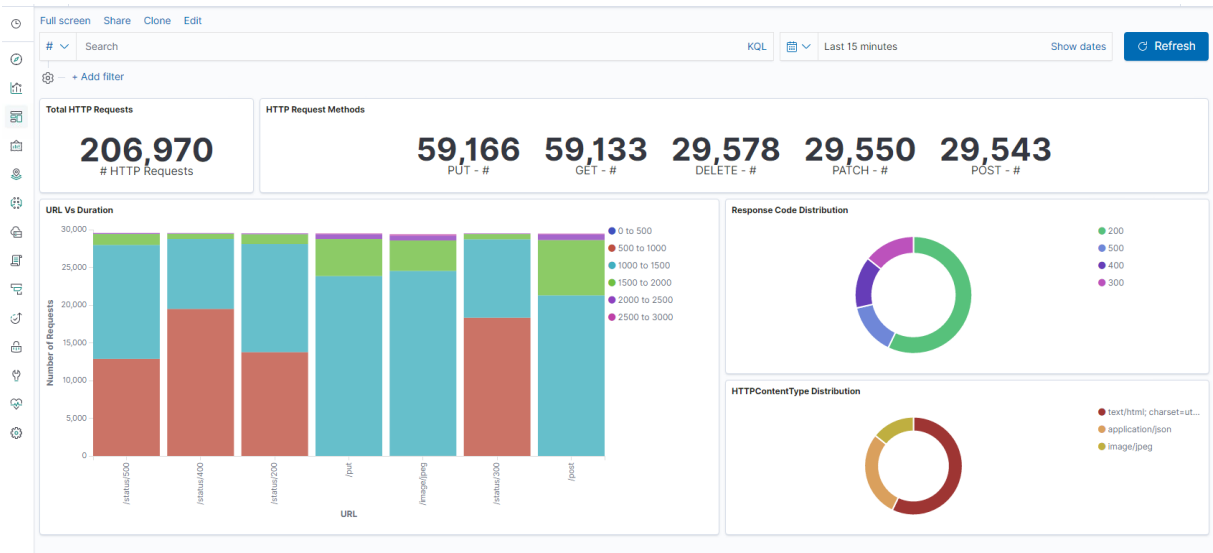 Full screen Share Clone Edit
# Search KQL Last 15 minutes Show dates Refresh
+ Add filter
Total HTTP Requests
206,970
# HTTP Requests
HTTP Request Methods
59,166 59,133 29,578 29,550 29,543
PUT - # GET - # DELETE - # PATCH - # POST - #
URL Vs Duration
30,000
25,000
20,000
15,000
10,000
5,000
0
Number of Requests
/status/500
/status/400
/status/200
/put
/image/jpeg
/status/300
/post
URL
0 to 500
500 to 1000
1000 to 1500
1500 to 2000
2000 to 2500
2500 to 3000
Response Code Distribution
200
500
400
300
HTTPContentType Distribution
text/html; charset=ut...
application/json
image/jpeg